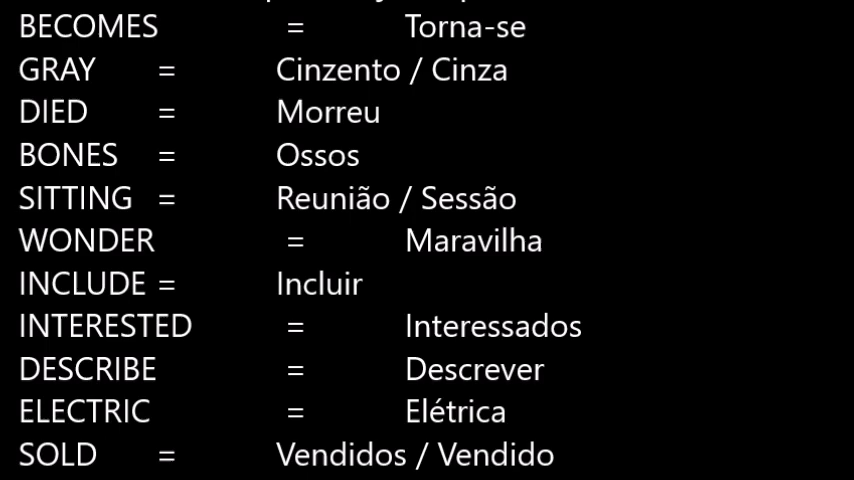 BECOMES = Torna-se
GRAY = Cinzento / Cinza
DIED = Morreu
BONES = Ossos
SITTING = Reunião / Sessão
WONDER = Maravilha
INCLUDE = Incluir
INTERESTED = Interessados
DESCRIBE = Descrever
ELECTRIC = Elétrica
SOLD = Vendidos / Vendido